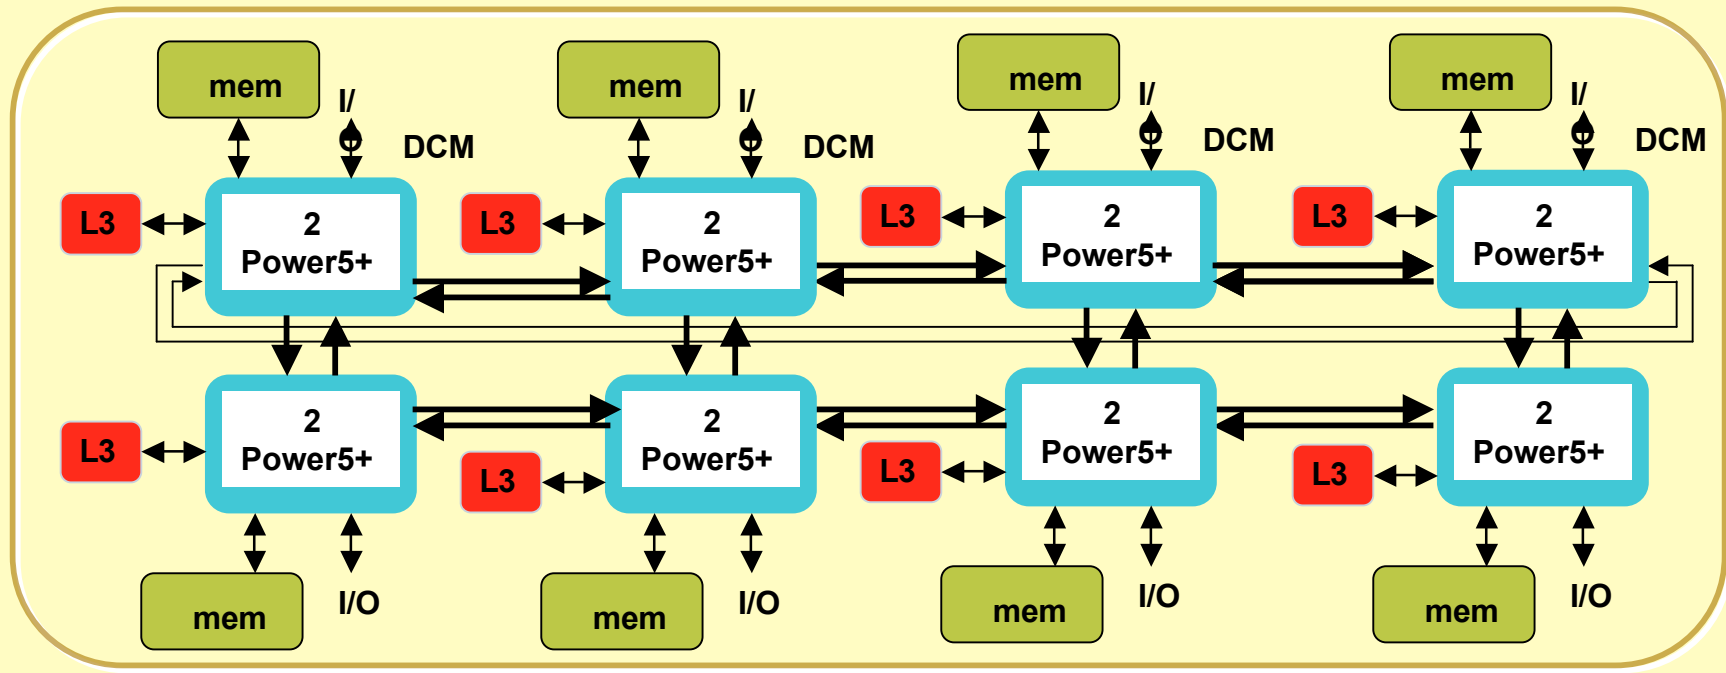 mem
I/
O
DCM
mem
I/
O
DCM
mem
I/
O
DCM
mem
I/
O
DCM
L3
2
Power5+
L3
2
Power5+
L3
2
Power5+
L3
2
Power5+
L3
2
Power5+
L3
2
Power5+
L3
2
Power5+
L3
2
Power5+
mem
I/O
mem
I/O
mem
I/O
mem
I/O